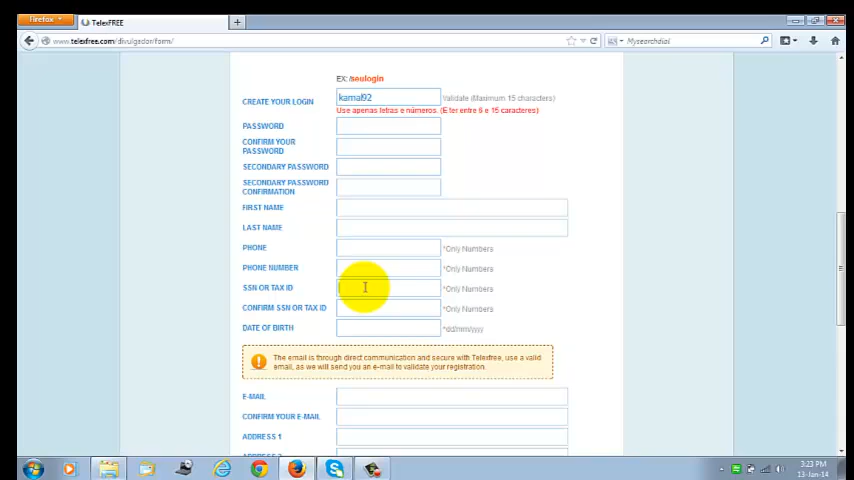 Firefox
TelexFREE
www.telexfree.com/divulgador/form/
Mysearchdial
EX: /seulogin
CREATE YOUR LOGIN
kamal92
Validate (Maximum 15 characters)
Use apenas letras e números. (E ter entre 6 e 15 caracteres)
PASSWORD
CONFIRM YOUR
PASSWORD
SECONDARY PASSWORD
SECONDARY PASSWORD
CONFIRMATION
FIRST NAME
LAST NAME
PHONE
*Only Numbers
PHONE NUMBER
*Only Numbers
SSN OR TAX ID
*Only Numbers
CONFIRM SSN OR TAX ID
*Only Numbers
DATE OF BIRTH
*dd/mm/yyyy
The email is through direct communication and secure with Telexfree, use a valid
email, as we will send you an e-mail to validate your registration.
E-MAIL
CONFIRM YOUR E-MAIL
ADDRESS 1
3:23 PM
13-Jan-14